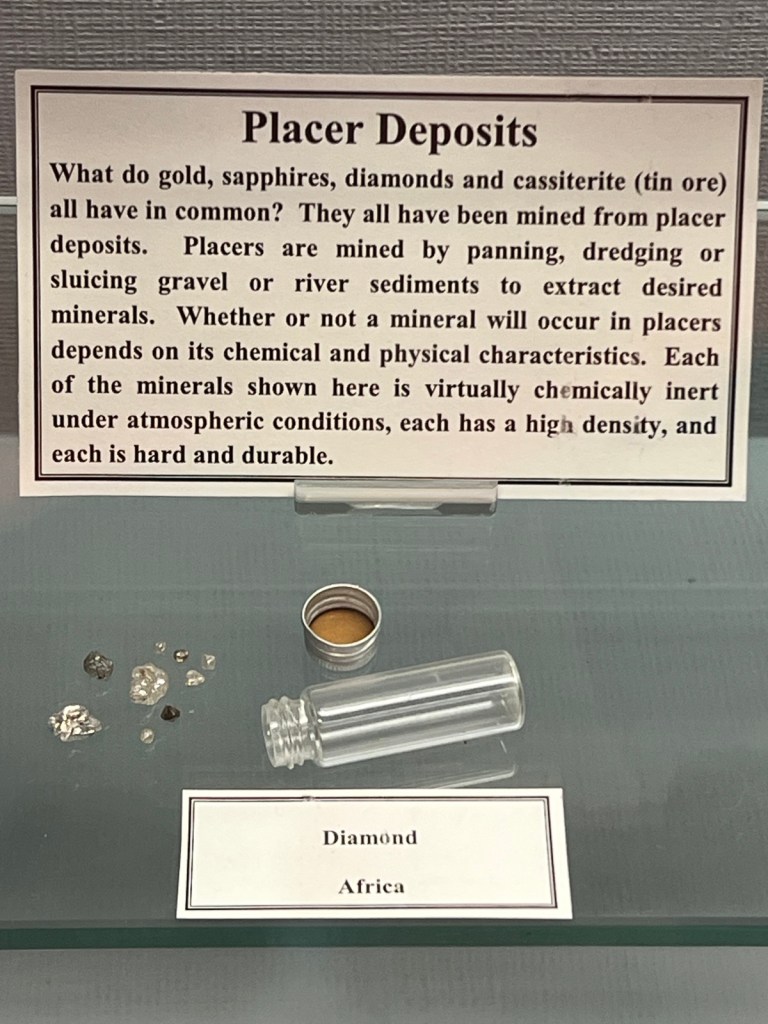 Placer Deposits
What do gold, sapphires, diamonds and cassiterite (tin ore)
all have in common? They all have been mined from placer
deposits. Placers are mined by panning, dredging or
sluicing gravel or river sediments to extract desired
minerals. Whether or not a mineral will occur in placers
depends on its chemical and physical characteristics. Each
of the minerals shown here is virtually chemically inert
under atmospheric conditions, each has a high density, and
each is hard and durable.
Diamond
Africa